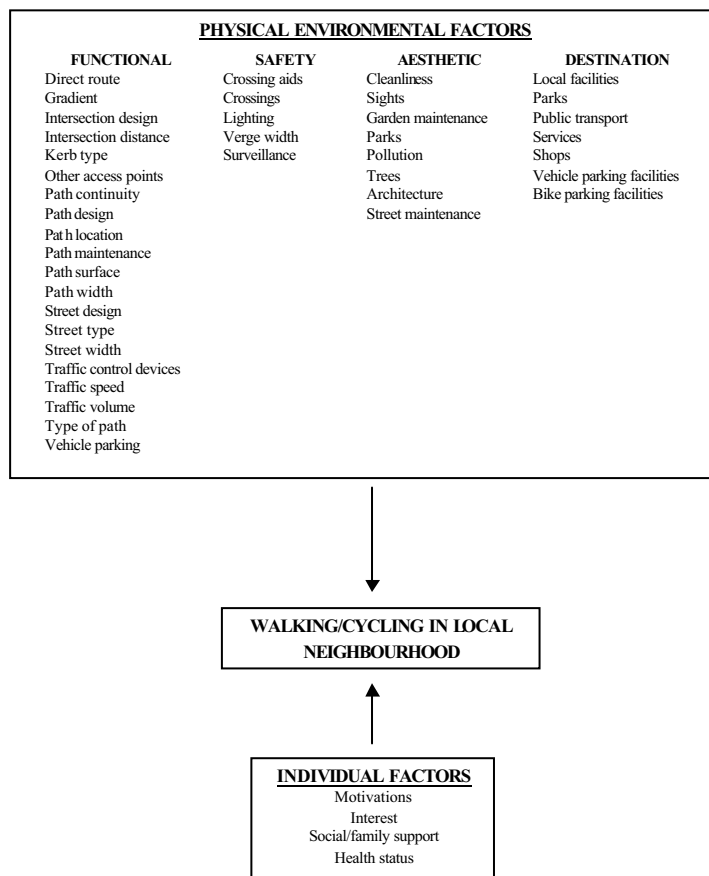 PHYSICAL ENVIRONMENTAL FACTORS
FUNCTIONAL
Direct route
Gradient
Intersection design
Intersection distance
Kerb type
Other access points
Path continuity
Path design
Path location
Path maintenance
Path surface
Path width
Street design
Street type
Street width
Traffic control devices
Traffic speed
Traffic volume
Type of path
Vehicle parking
SAFETY
Crossing aids
Crossings
Lighting
Verge width
Surveillance
AESTHETIC
Cleanliness
Sights
Garden maintenance
Parks
Pollution
Trees
Architecture
Street maintenance
DESTINATION
Local facilities
Parks
Public transport
Services
Shops
Vehicle parking facilities
Bike parking facilities
WALKING/CYCLING IN LOCAL
NEIGHBOURHOOD
INDIVIDUAL FACTORS
Motivations
Interest
Social/family support
Health status